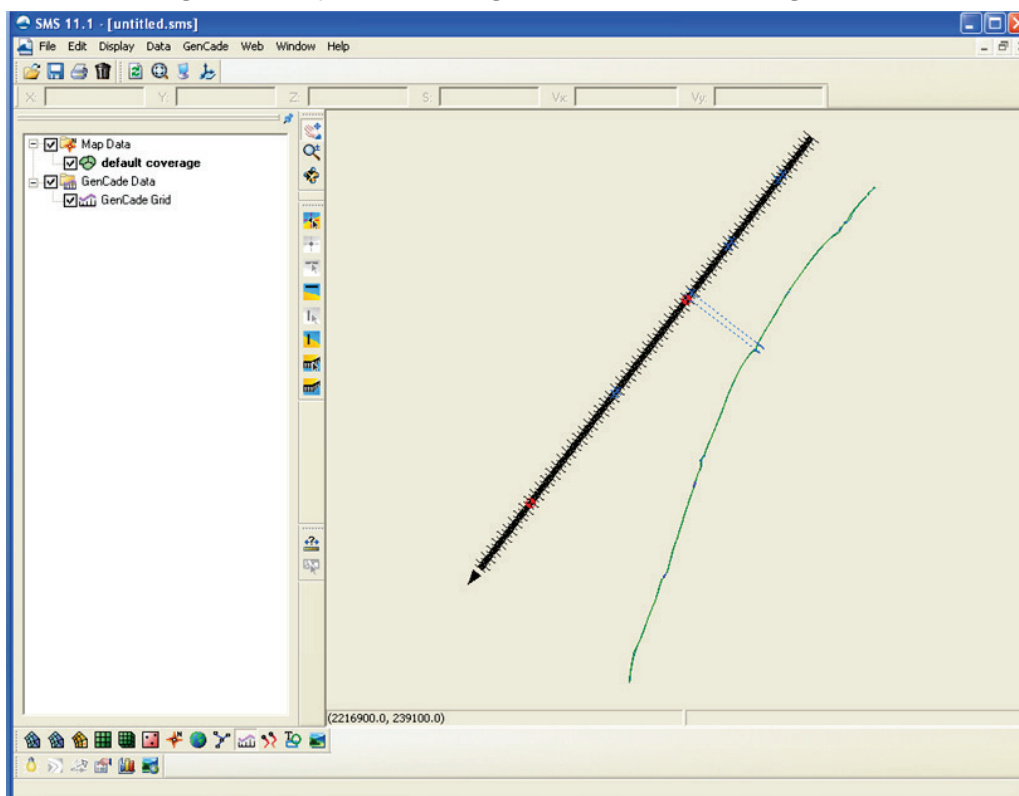 SMS 11.1 - [untitled.sms]
File Edit Display Data GenCade Web Window Help
X: Y: Z: S: Vx: Vy:
Map Data
default coverage
GenCade Data
GenCade Grid
(2216900.0, 239100.0)